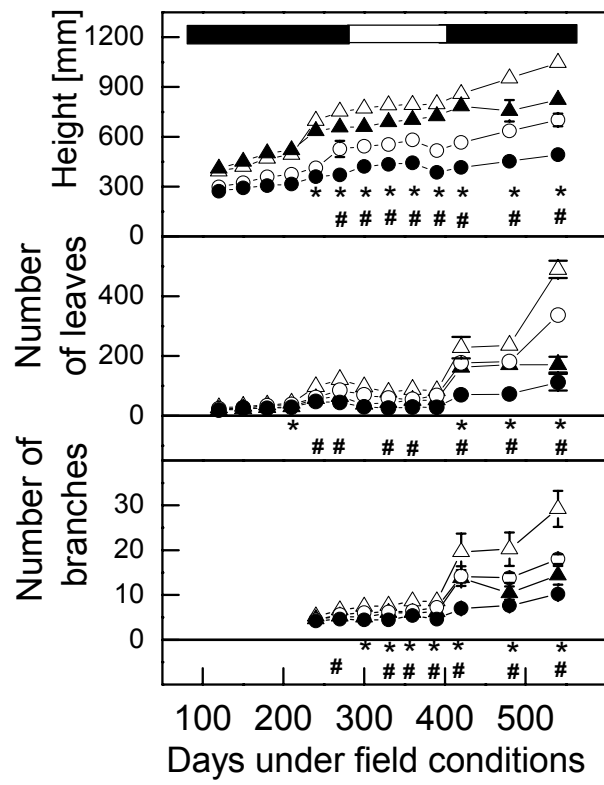 Height [mm]
1200
900
600
300
0
* * * * * * * * *
# # # # # # # #
Number
of leaves
400
200
0
* * * *
# # # # # # #
Number of
branches
30
20
10
0
* * * * * * *
# # # # # # #
100 200 300 400 500
Days under field conditions